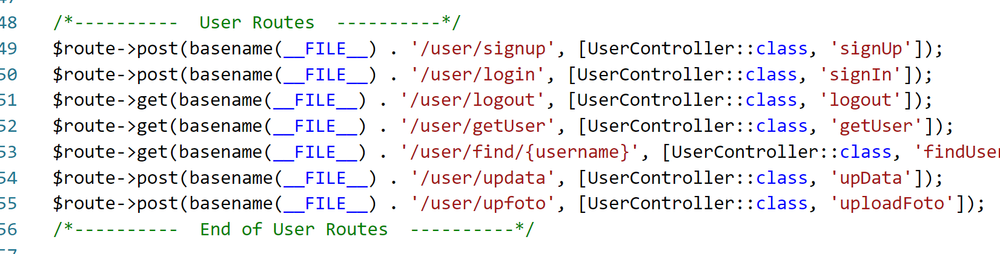 48 /*----------  User Routes  ----------*/
49 $route->post(basename(__FILE__) . '/user/signup', [UserController::class, 'signUp']);
50 $route->post(basename(__FILE__) . '/user/login', [UserController::class, 'signIn']);
51 $route->get(basename(__FILE__) . '/user/logout', [UserController::class, 'logout']);
52 $route->get(basename(__FILE__) . '/user/getUser', [UserController::class, 'getUser']);
53 $route->get(basename(__FILE__) . '/user/find/{username}', [UserController::class, 'findUser
54 $route->post(basename(__FILE__) . '/user/updata', [UserController::class, 'upData']);
55 $route->post(basename(__FILE__) . '/user/upfoto', [UserController::class, 'uploadFoto']);
56 /*----------  End of User Routes  ----------*/